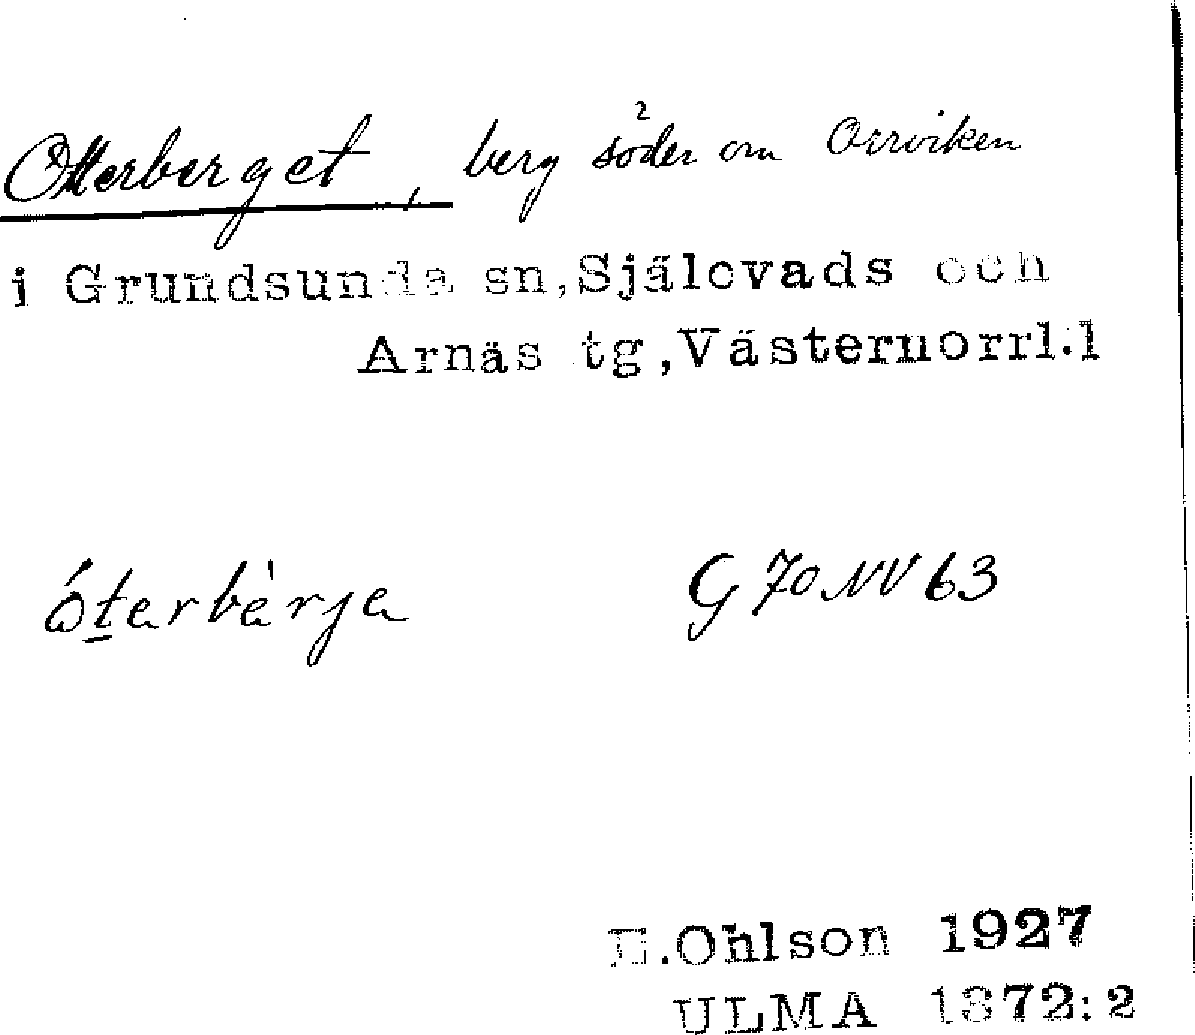 Otterberget, berg söder om Orrviken
i Grundsunda sn, Själevads och
Arnäs tg, Västernorrl.l
óterbèrje
G 70 NV 63
Ohlson 1927
ULMA 1372:2